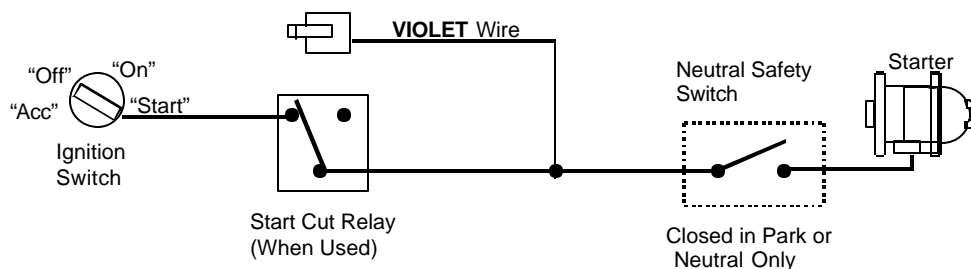 VIOLET Wire
“Off”
“On”
“Acc”
“Start”
Ignition
Switch
Start Cut Relay
(When Used)
Neutral Safety
Switch
Closed in Park or
Neutral Only
Starter